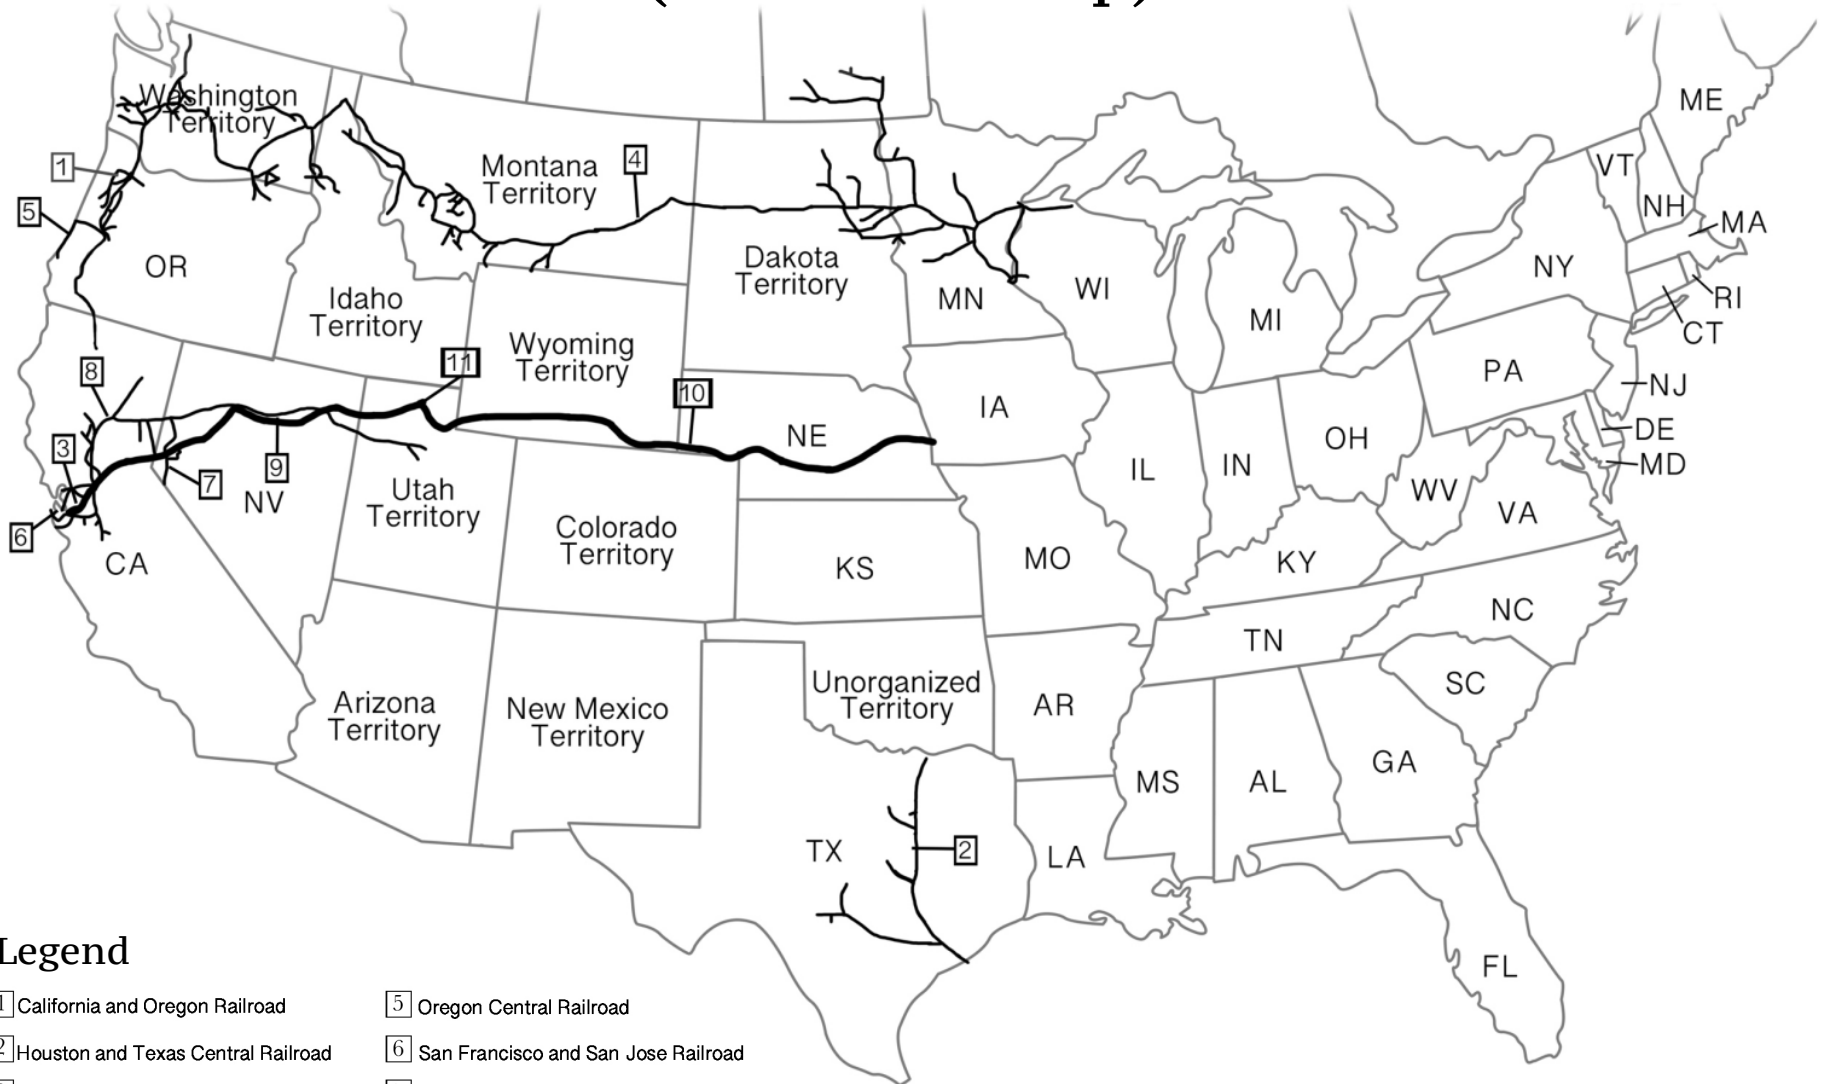 Washington
Territory
ME
1
4
Montana
Territory
VT
5
NH
MA
OR
Dakota
Territory
NY
Idaho
Territory
MN
WI
RI
MI
CT
Wyoming
Territory
11
8
10
PA
NJ
IA
NE
DE
OH
3
MD
9
7
NV
IL
IN
WV
Utah
Territory
VA
6
Colorado
Territory
CA
KS
MO
KY
NC
TN
Unorganized
Territory
SC
Arizona
Territory
New Mexico
Territory
AR
GA
MS
AL
TX
2
LA
FL
Legend
1 California and Oregon Railroad
5 Oregon Central Railroad
2 Houston and Texas Central Railroad
6 San Francisco and San Jose Railroad